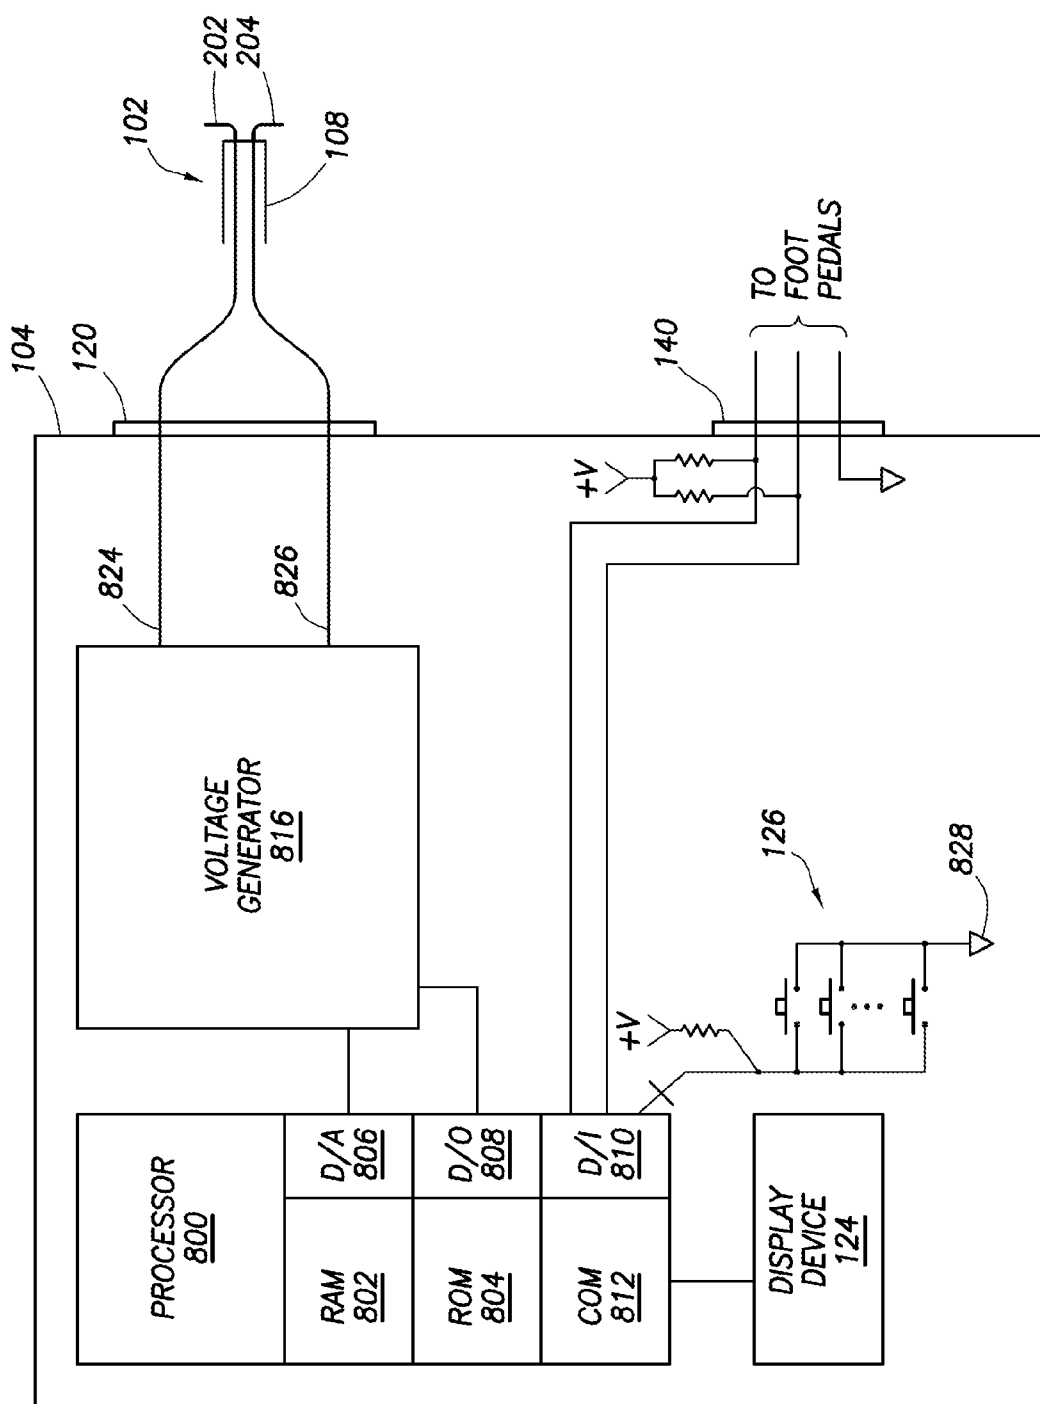 PROCESSOR
800
RAM
802
ROM
804
COM
812
D/A
806
D/O
808
D/I
810
DISPLAY
DEVICE
124
VOLTAGE
GENERATOR
816
824
826
104
120
102
202
204
108
+V
140
TO
FOOT
PEDALS
+V
126
828